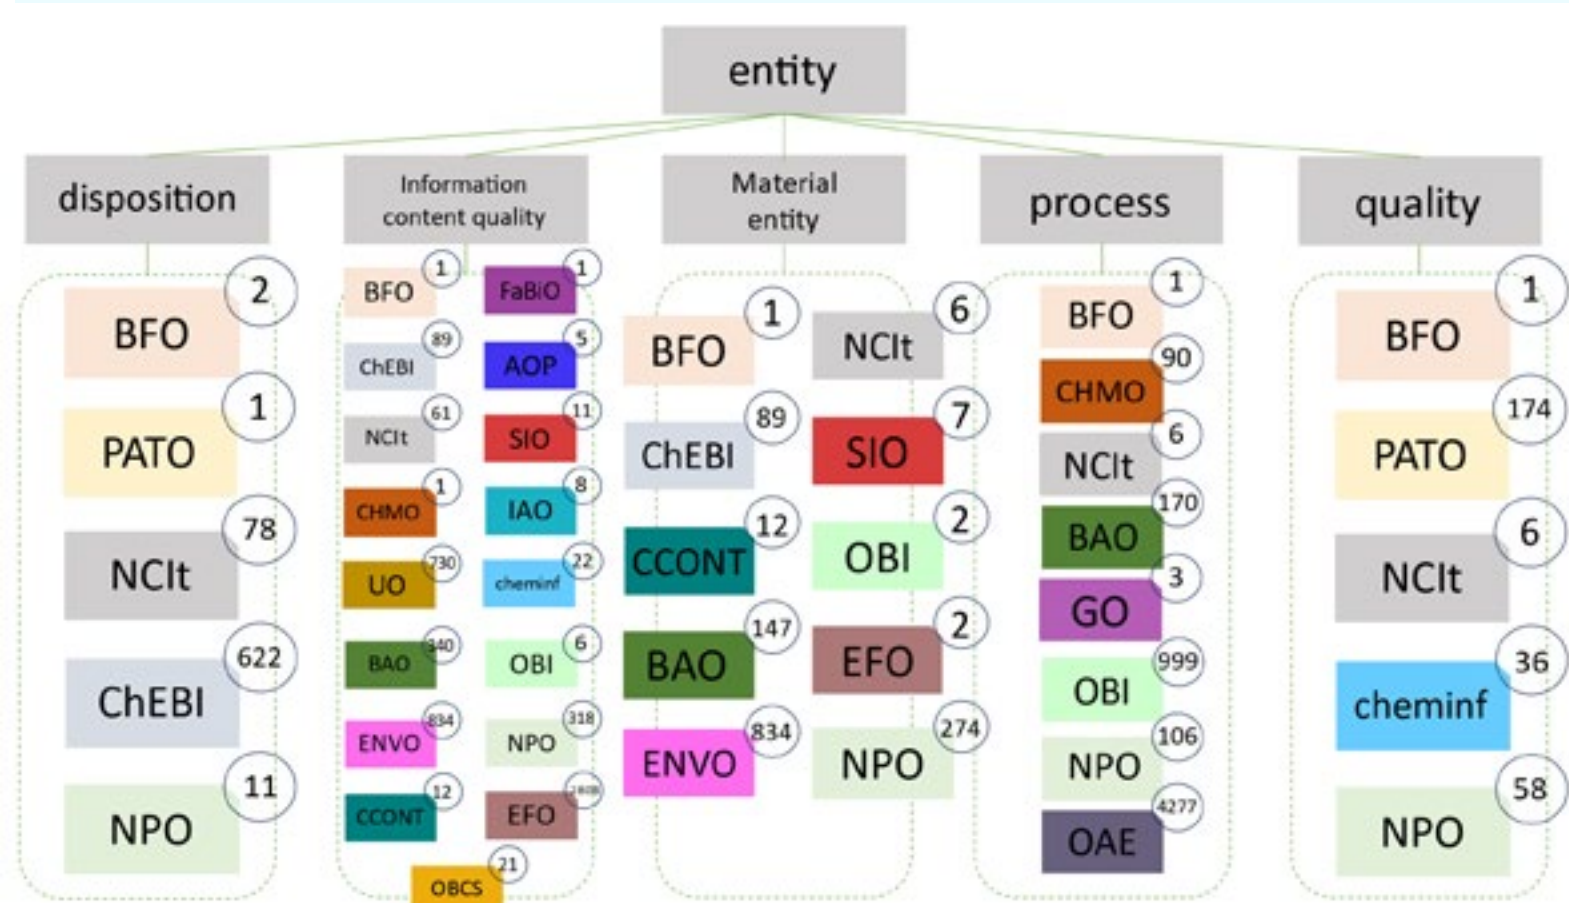 entity
disposition
2
BFO
1
PATO
78
NCIt
622
ChEBI
11
NPO
Information
content quality
1
BFO
1
FaBiO
89
ChEBI
5
AOP
61
NCIt
11
SIO
1
CHMO
8
IAO
730
UO
22
cheminf
340
BAO
6
OBI
834
ENVO
318
NPO
12
CCONT
EFO
21
OBCS
Material
entity
1
BFO
6
NCIt
89
ChEBI
7
SIO
12
CCONT
2
OBI
147
BAO
2
EFO
834
ENVO
274
NPO
process
1
BFO
90
CHMO
6
NCIt
170
BAO
3
GO
999
OBI
106
NPO
4277
OAE
quality
1
BFO
174
PATO
6
NCIt
36
cheminf
58
NPO